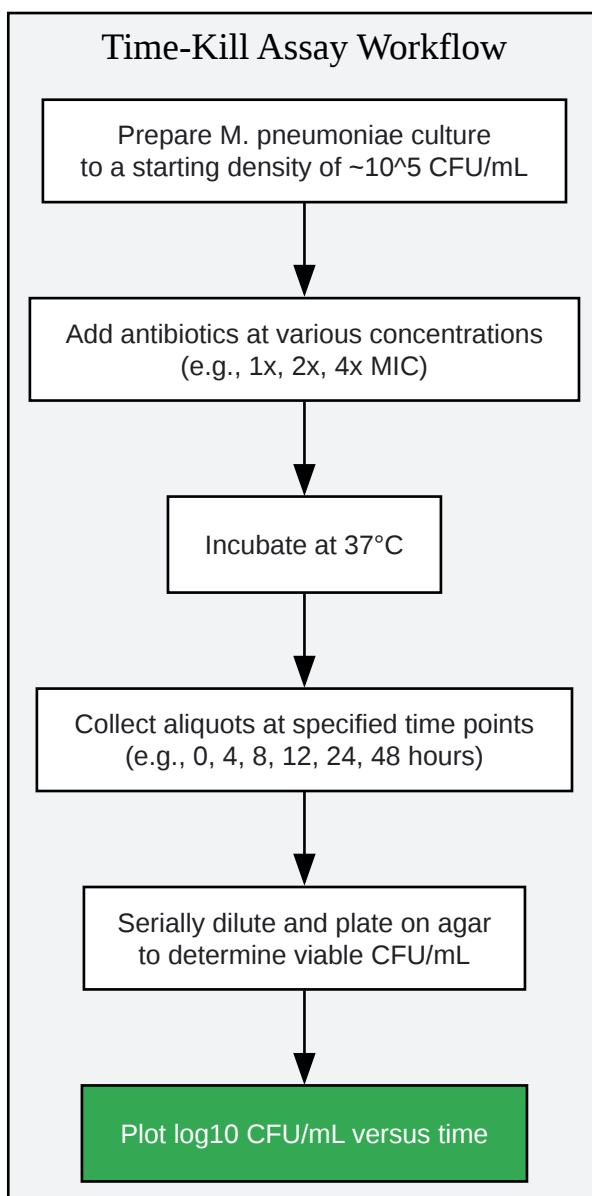 Time-Kill Assay Workflow
Prepare M. pneumoniae culture
to a starting density of ~10^5 CFU/mL
Add antibiotics at various concentrations
(e.g., 1x, 2x, 4x MIC)
Incubate at 37°C
Collect aliquots at specified time points
(e.g., 0, 4, 8, 12, 24, 48 hours)
Serially dilute and plate on agar
to determine viable CFU/mL
Plot log10 CFU/mL versus time